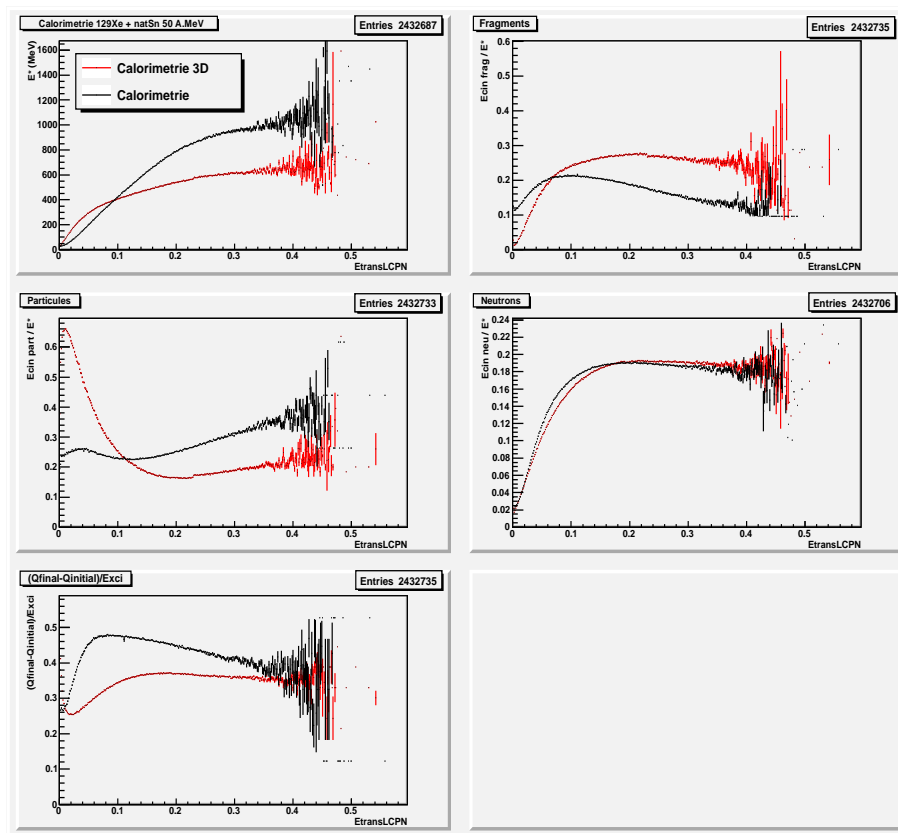 Calorimetrie 129Xe + natSn 50 A.MeV
Entries 2432687
E* (MeV)
1600
1400
1200
1000
800
600
400
200
0
Calorimetrie 3D
Calorimetrie
0 0.1 0.2 0.3 0.4 0.5
EtransLCPN
Fragments
Entries 2432735
Ecin frag / E*
0.6
0.5
0.4
0.3
0.2
0.1
0
0 0.1 0.2 0.3 0.4 0.5
EtransLCPN
Particules
Entries 2432733
Ecin part / E*
0.6
0.5
0.4
0.3
0.2
0.1
0
0 0.1 0.2 0.3 0.4 0.5
EtransLCPN
Neutrons
Entries 2432706
Ecin neu / E*
0.24
0.22
0.2
0.18
0.16
0.14
0.12
0.1
0.08
0.06
0.04
0.02
0
0 0.1 0.2 0.3 0.4 0.5
EtransLCPN
(Qfinal-Qinitial)/Exci
Entries 2432735
(Qfinal-Qinitial)/Exci
0.5
0.4
0.3
0.2
0.1
0
0 0.1 0.2 0.3 0.4 0.5
EtransLCPN